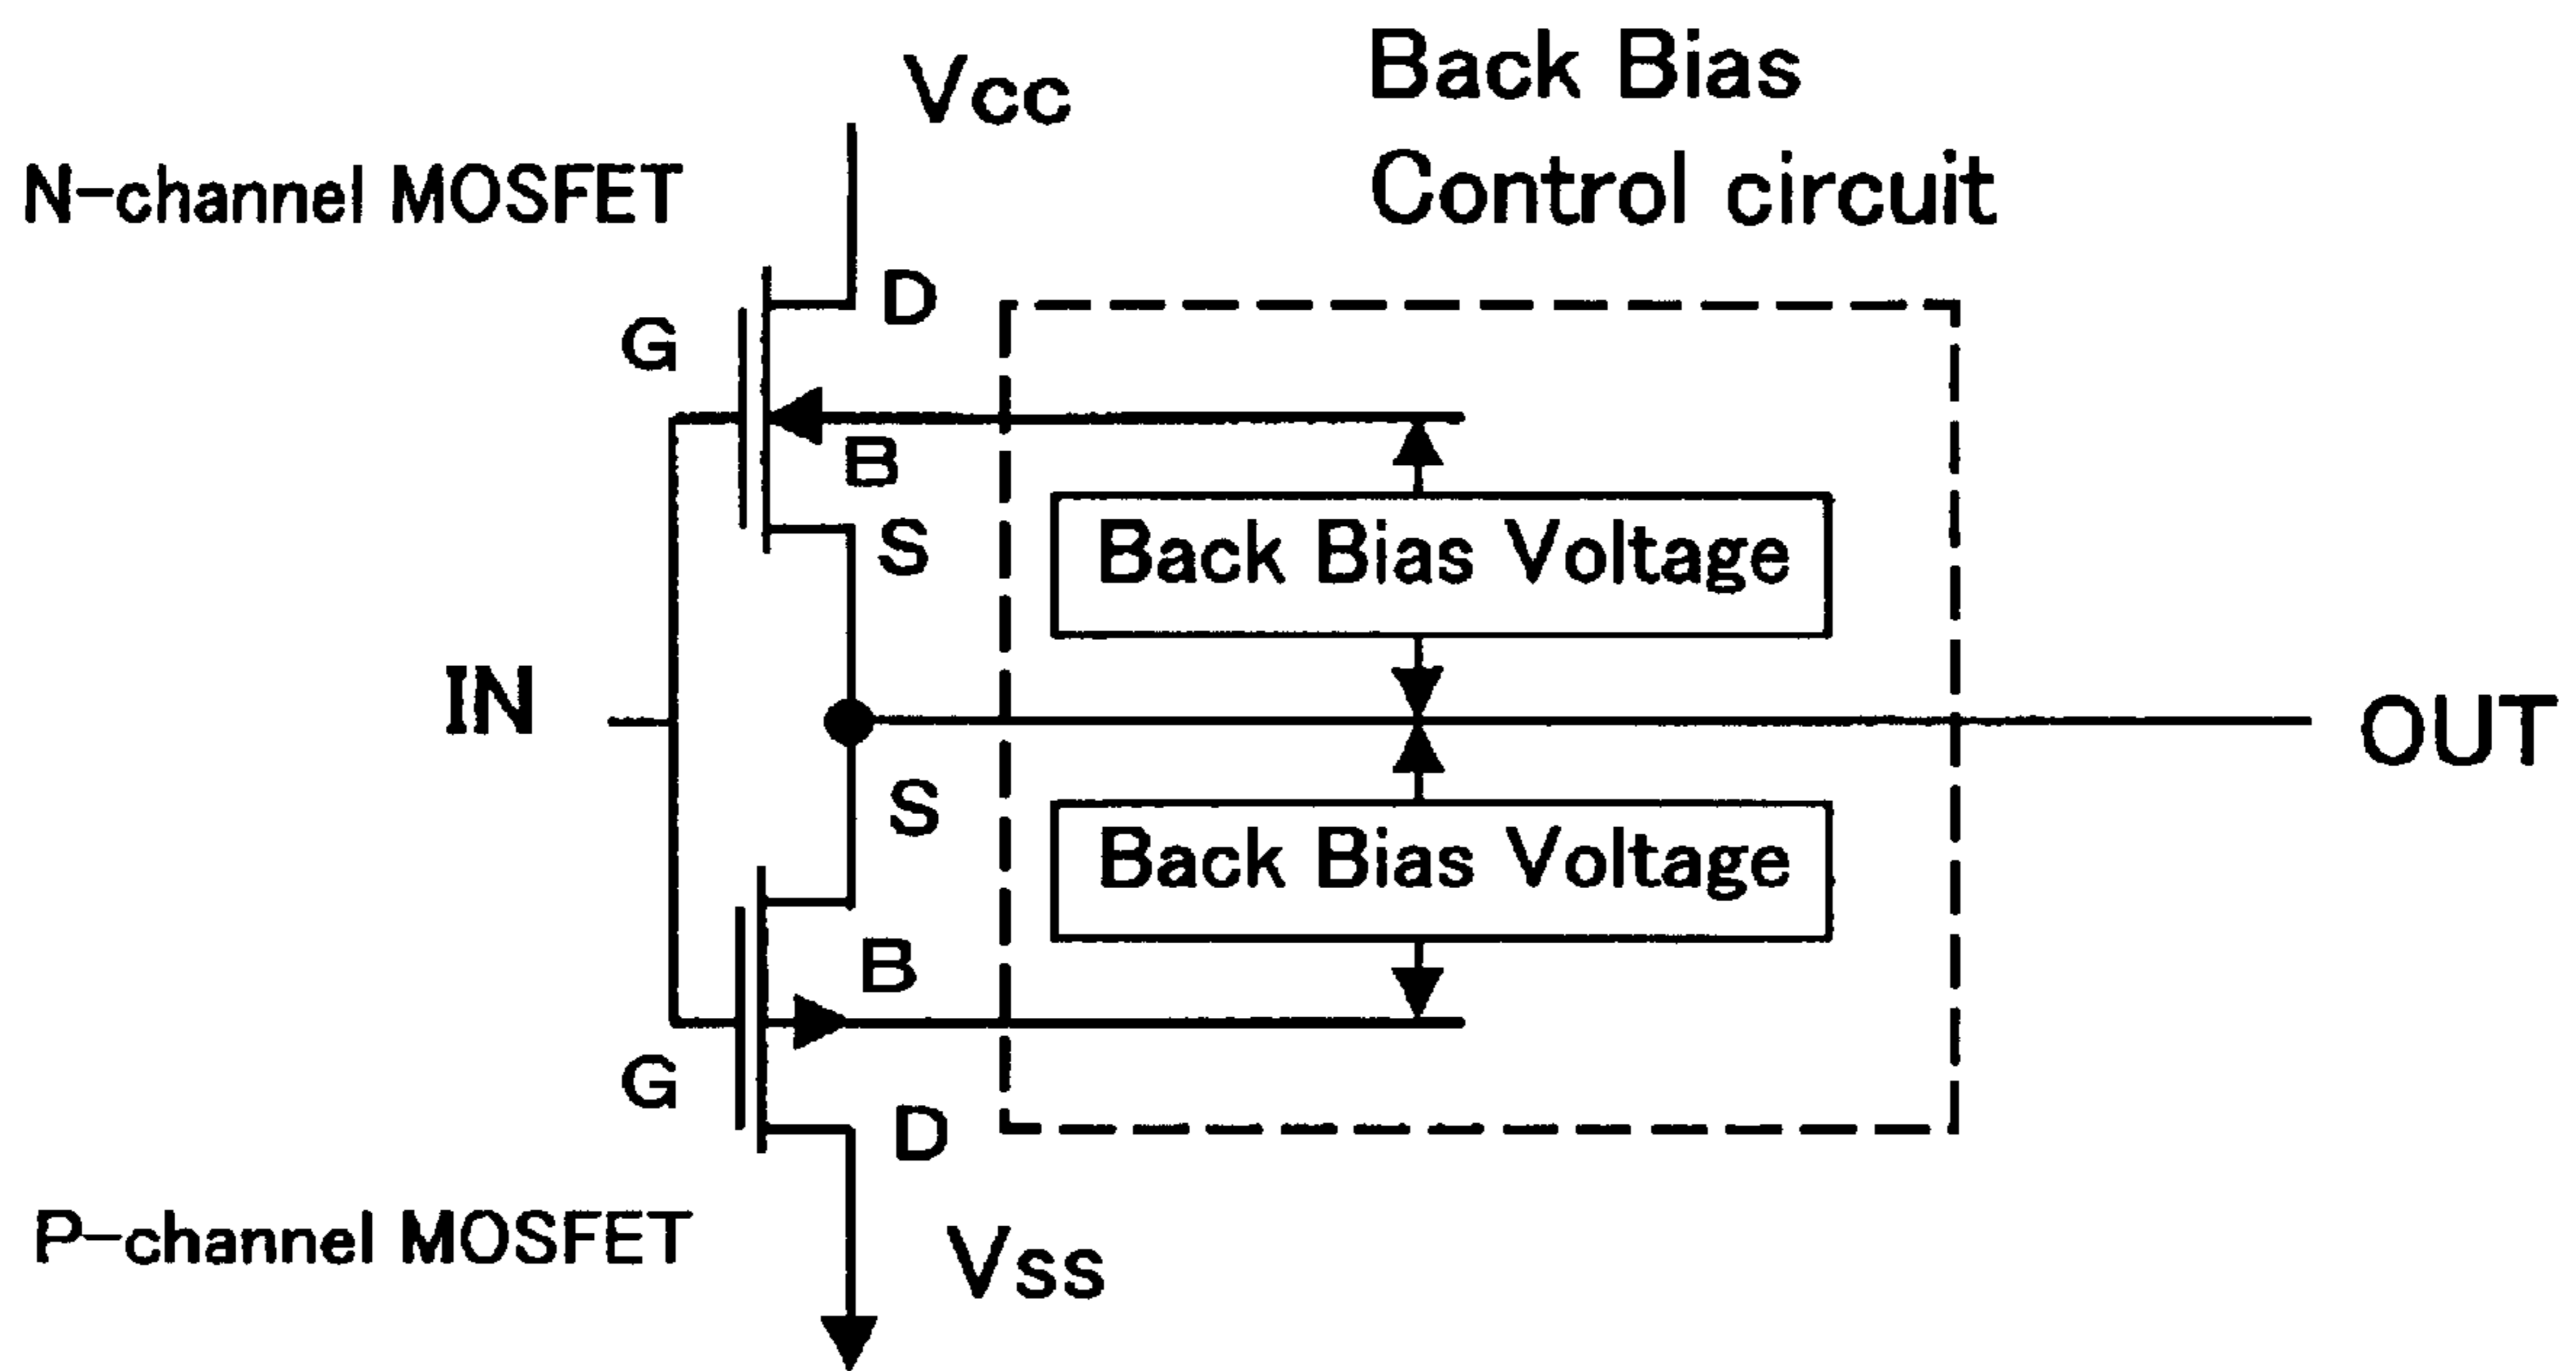 Vcc
Back Bias
Control circuit
N-channel MOSFET
D
G
B
S
Back Bias Voltage
IN
OUT
S
Back Bias Voltage
B
G
D
P-channel MOSFET
Vss